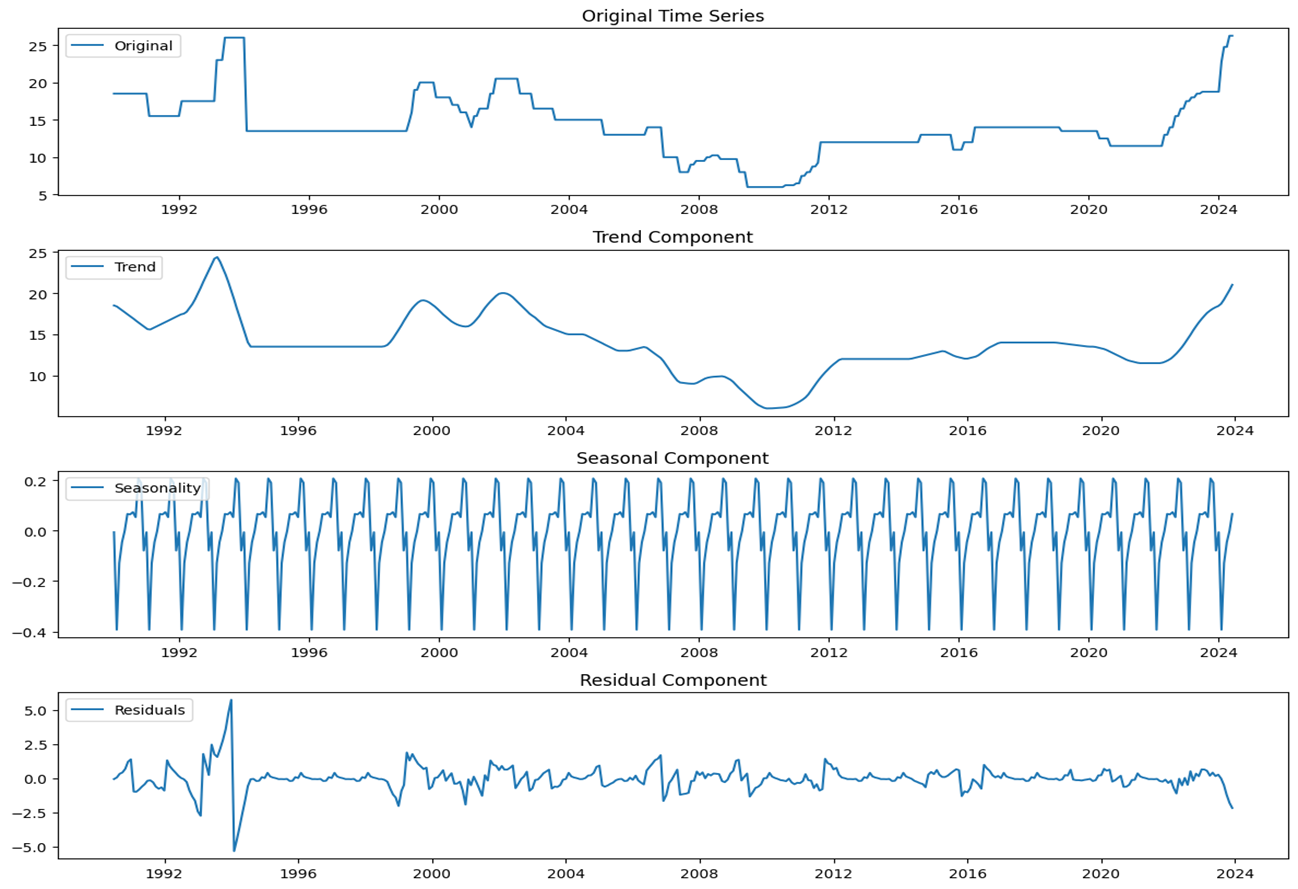 Original Time Series
Original
25
20
15
10
5
1992 1996 2000 2004 2008 2012 2016 2020 2024
Trend Component
Trend
25
20
15
10
1992 1996 2000 2004 2008 2012 2016 2020 2024
Seasonal Component
Seasonality
0.2
0.0
−0.2
−0.4
1992 1996 2000 2004 2008 2012 2016 2020 2024
Residual Component
Residuals
5.0
2.5
0.0
−2.5
−5.0
1992 1996 2000 2004 2008 2012 2016 2020 2024